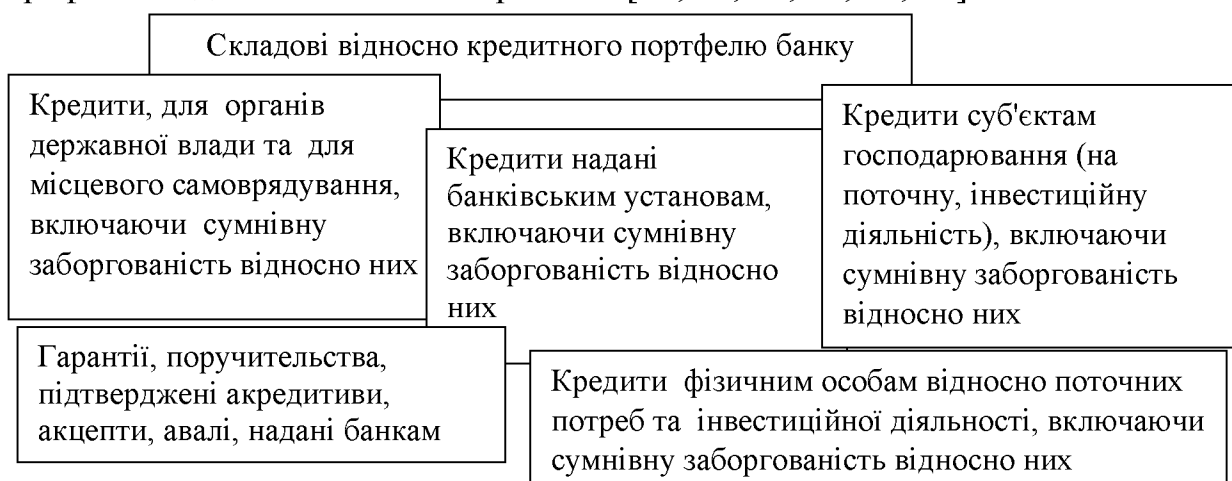 Складові відносно кредитного портфелю банку
Кредити, для органів
державної влади та для
місцевого самоврядування,
включаючи сумнівну
заборгованість відносно них
Кредити надані
банківським установам,
включаючи сумнівну
заборгованість відносно
них
Кредити суб'єктам
господарювання (на
поточну, інвестиційну
діяльність), включаючи
сумнівну заборгованість
відносно них
Гарантії, поручительства,
підтверджені акредитиви,
акцепти, авалі, надані банкам
Кредити фізичним особам відносно поточних
потреб та інвестиційної діяльності, включаючи
сумнівну заборгованість відносно них